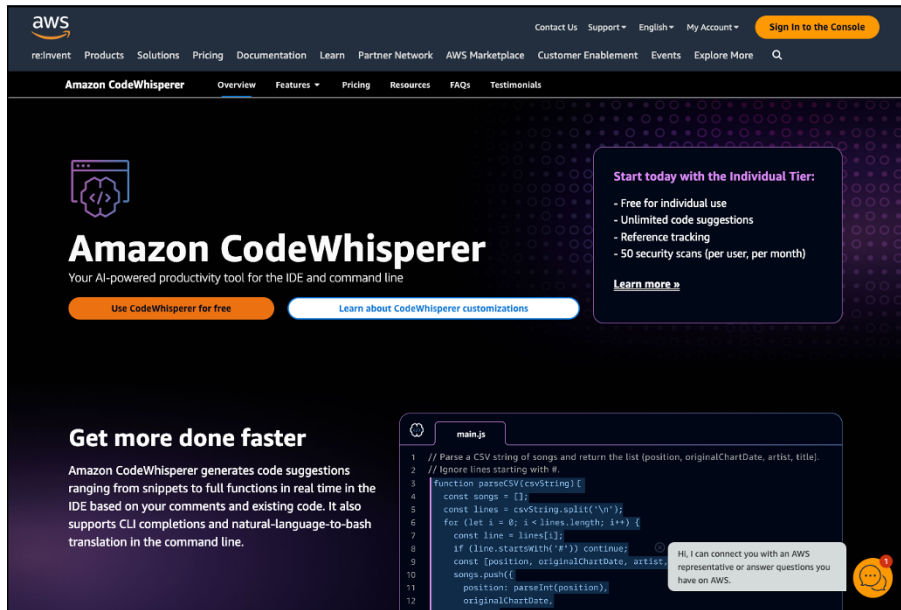 aws
Contact Us Support English My Account Sign In to the Console
re:Invent Products Solutions Pricing Documentation Learn Partner Network AWS Marketplace Customer Enablement Events Explore More
Amazon CodeWhisperer Overview Features Pricing Resources FAQs Testimonials
</>
Amazon CodeWhisperer
Your AI-powered productivity tool for the IDE and command line
Use CodeWhisperer for free Learn about CodeWhisperer customizations
Start today with the Individual Tier:
- Free for individual use
- Unlimited code suggestions
- Reference tracking
- 50 security scans (per user, per month)
Learn more »
Get more done faster
Amazon CodeWhisperer generates code suggestions
ranging from snippets to full functions in real time in the
IDE based on your comments and existing code. It also
supports CLI completions and natural-language-to-bash
translation in the command line.
main.js
1 // Parse a CSV string of songs and return the list (position, originalChartDate, artist, title).
2 // Ignore lines starting with #.
3 function parseCSV(csvString){
4 const songs = [];
5 const lines = csvString.split('\n');
6 for (let i = 0; i < lines.length; i++) {
7 const line = lines[i];
8 if (line.startsWith('#')) continue;
9 const [position, originalChartDate, artist,
10 songs.push({
11 position: parseInt(position),
12 originalChartDate,
Hi, I can connect you with an AWS
representative or answer questions you
have on AWS.
1